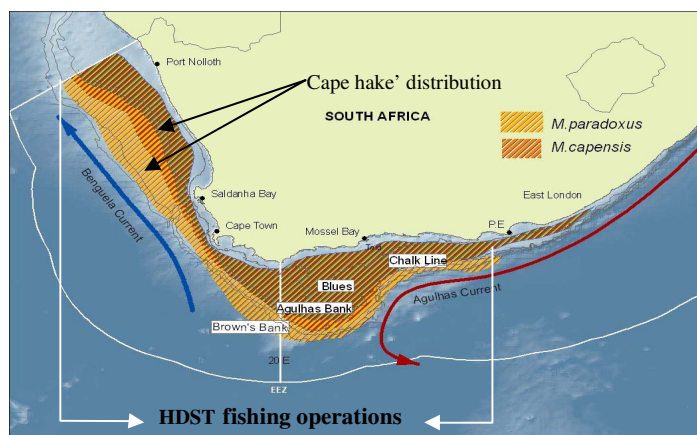 Port Nolloth
Cape hake’ distribution
SOUTH AFRICA
M.paradoxus
M.capensis
Benguela Current
Saldanha Bay
East London
Cape Town
Mossel Bay
P.E
Chalk Line
Blues
Agulhas Current
Agulhas Bank
Brown's Bank
EEZ
HDST fishing operations